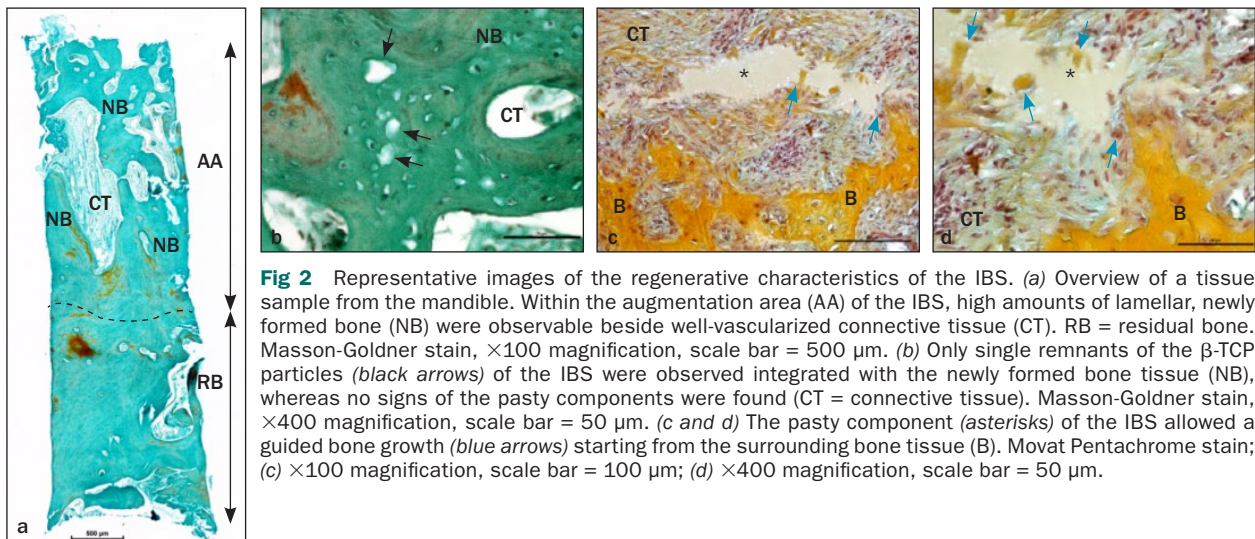 NB
AA
CT
NB
NB
RB
500 µm
a
NB
CT
b
CT
*
B
B
c
*
CT
B
d
Fig 2 Representative images of the regenerative characteristics of the IBS. (a) Overview of a tissue
sample from the mandible. Within the augmentation area (AA) of the IBS, high amounts of lamellar, newly
formed bone (NB) were observable beside well-vascularized connective tissue (CT). RB = residual bone.
Masson-Goldner stain, ×100 magnification, scale bar = 500 µm. (b) Only single remnants of the β-TCP
particles (black arrows) of the IBS were observed integrated with the newly formed bone tissue (NB),
whereas no signs of the pasty components were found (CT = connective tissue). Masson-Goldner stain,
×400 magnification, scale bar = 50 µm. (c and d) The pasty component (asterisks) of the IBS allowed a
guided bone growth (blue arrows) starting from the surrounding bone tissue (B). Movat Pentachrome stain;
(c) ×100 magnification, scale bar = 100 µm; (d) ×400 magnification, scale bar = 50 µm.